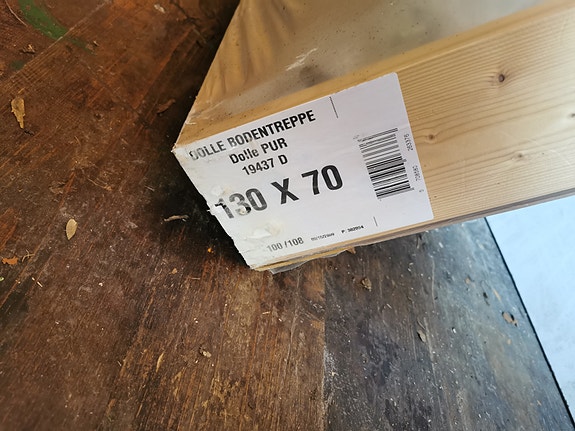 DOLLE BODENTREPPE
Dolle PUR
19437 D
130 X 70
100 / 108